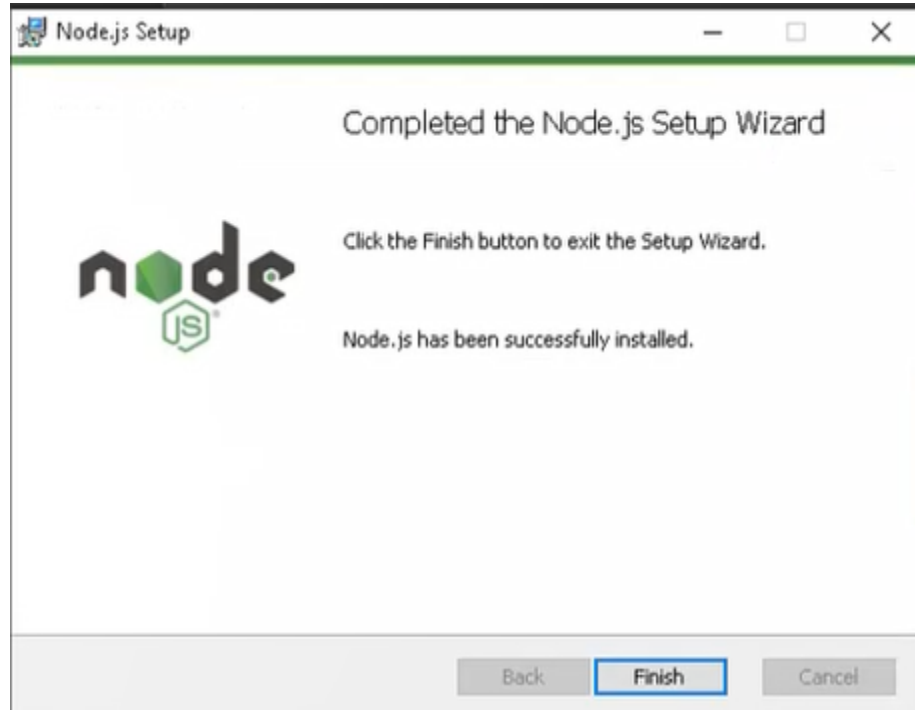 Node.js Setup
Completed the Node.js Setup Wizard
Click the Finish button to exit the Setup Wizard.
node
JS
Node.js has been successfully installed.
Back
Finish
Cancel